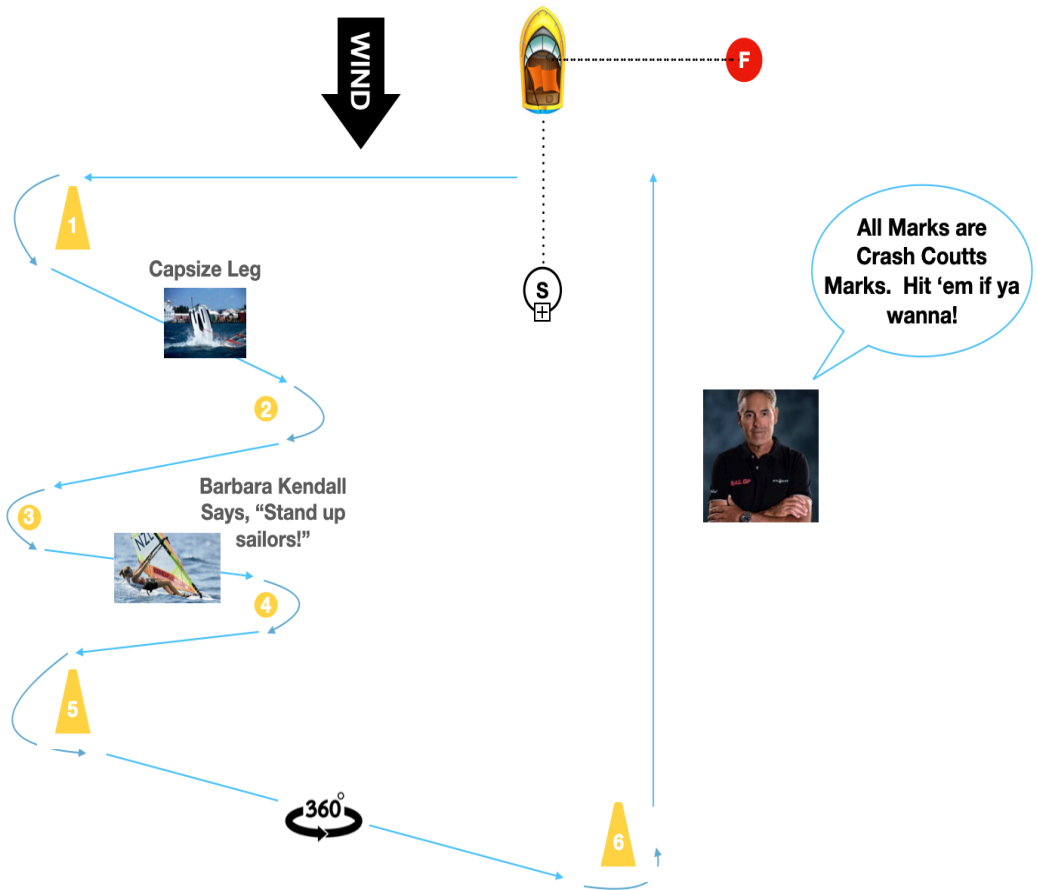 WIND
F
1
All Marks are
Crash Coutts
Marks.  Hit ‘em if ya
wanna!
Capsize Leg
S
2
Barbara Kendall
Says, “Stand up
sailors!”
3
NZL
4
5
360°
6